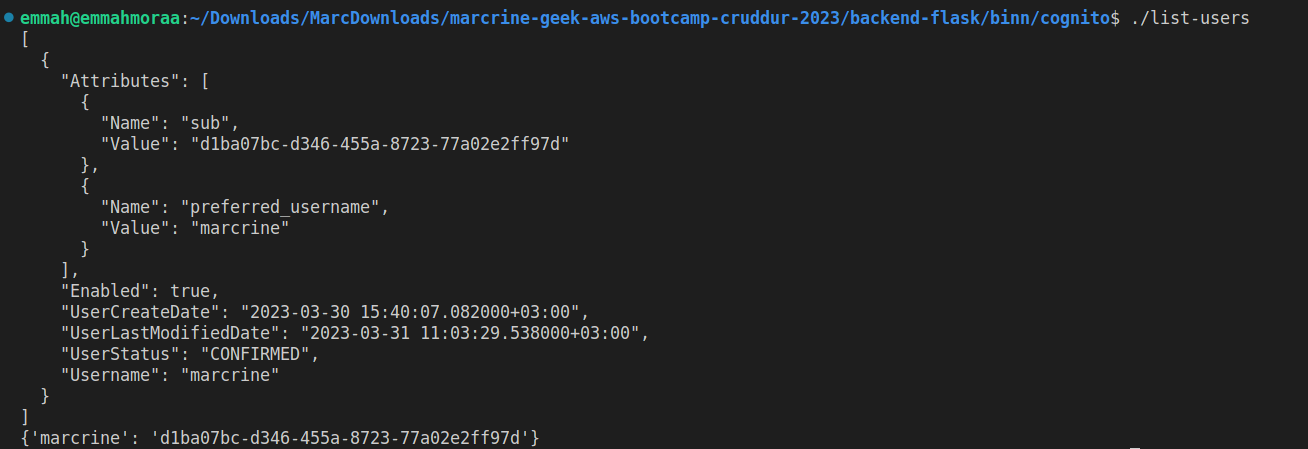 emmah@emmahmoraa:~/Downloads/MarcDownloads/marcrine-geek-aws-bootcamp-cruddur-2023/backend-flask/binn/cognito$ ./list-users
[
  {
    "Attributes": [
      {
        "Name": "sub",
        "Value": "d1ba07bc-d346-455a-8723-77a02e2ff97d"
      },
      {
        "Name": "preferred_username",
        "Value": "marcrine"
      }
    ],
    "Enabled": true,
    "UserCreateDate": "2023-03-30 15:40:07.082000+03:00",
    "UserLastModifiedDate": "2023-03-31 11:03:29.538000+03:00",
    "UserStatus": "CONFIRMED",
    "Username": "marcrine"
  }
]
{'marcrine': 'd1ba07bc-d346-455a-8723-77a02e2ff97d'}